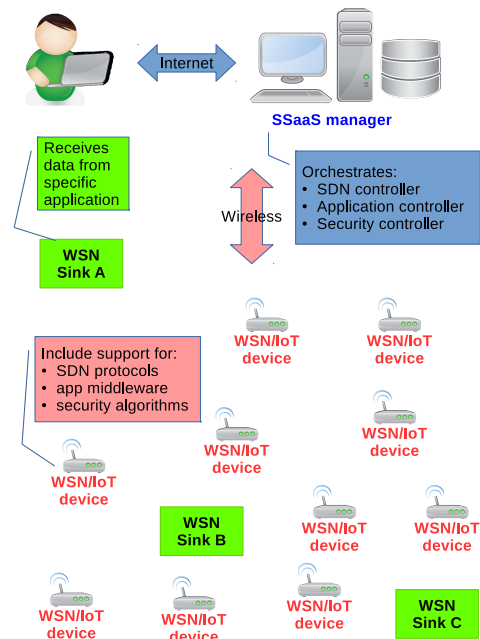 Internet
SSaaS manager
Receives
data from
specific
application
Orchestrates:
• SDN controller
• Application controller
• Security controller
Wireless
WSN
Sink A
WSN/IoT
device
WSN/IoT
device
Include support for:
• SDN protocols
• app middleware
• security algorithms
WSN/IoT
device
WSN/IoT
device
WSN/IoT
device
WSN
Sink B
WSN/IoT
device
WSN/IoT
device
WSN/IoT
device
WSN/IoT
device
WSN/IoT
device
WSN
Sink C